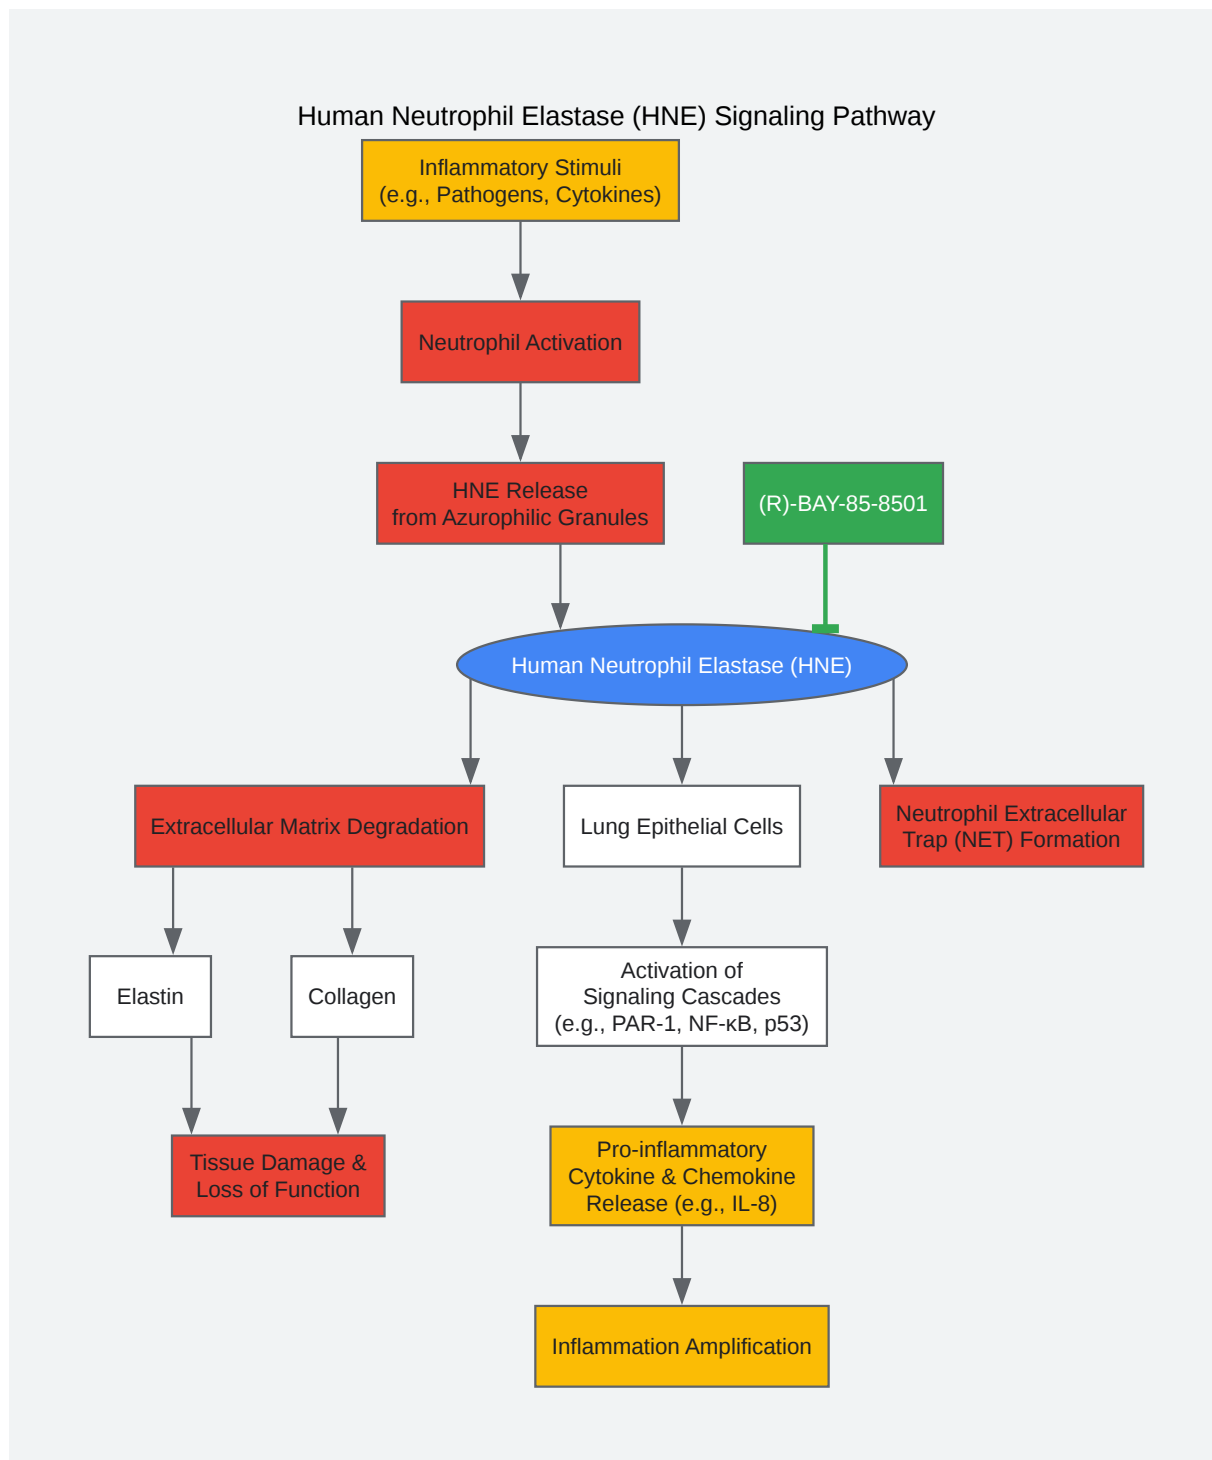 Human Neutrophil Elastase (HNE) Signaling Pathway
Inflammatory Stimuli
(e.g., Pathogens, Cytokines)
Neutrophil Activation
HNE Release
from Azurophilic Granules
(R)-BAY-85-8501
Human Neutrophil Elastase (HNE)
Extracellular Matrix Degradation
Lung Epithelial Cells
Neutrophil Extracellular
Trap (NET) Formation
Elastin
Collagen
Activation of
Signaling Cascades
(e.g., PAR-1, NF-κB, p53)
Tissue Damage &
Loss of Function
Pro-inflammatory
Cytokine & Chemokine
Release (e.g., IL-8)
Inflammation Amplification